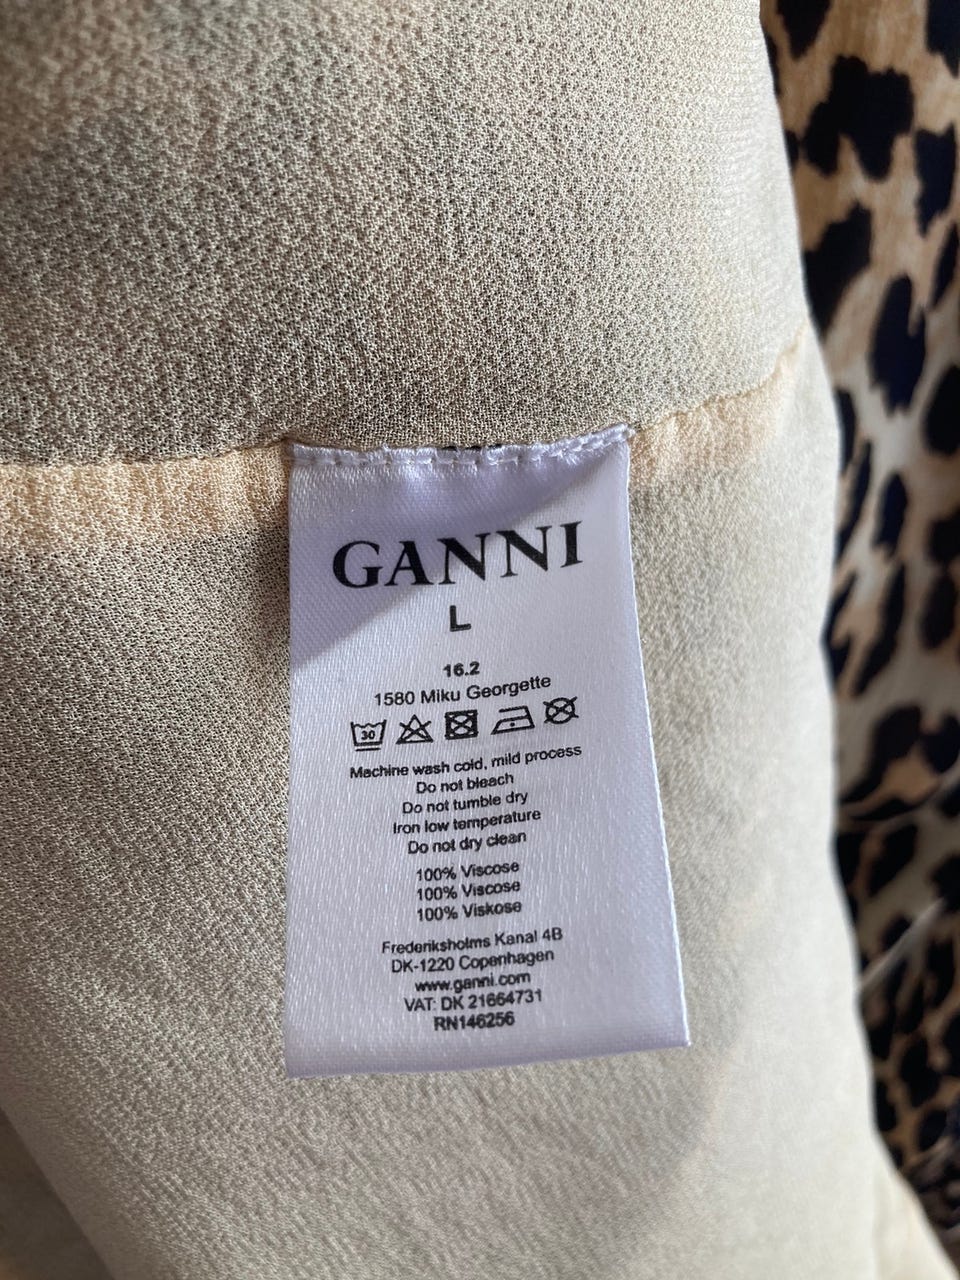 GANNI
L
16.2
1580 Miku Georgette
30
Machine wash cold, mild process
Do not bleach
Do not tumble dry
Iron low temperature
Do not dry clean
100% Viscose
100% Viscose
100% Viskose
Frederiksholms Kanal 4B
DK-1220 Copenhagen
www.ganni.com
VAT: DK 21664731
RN146256